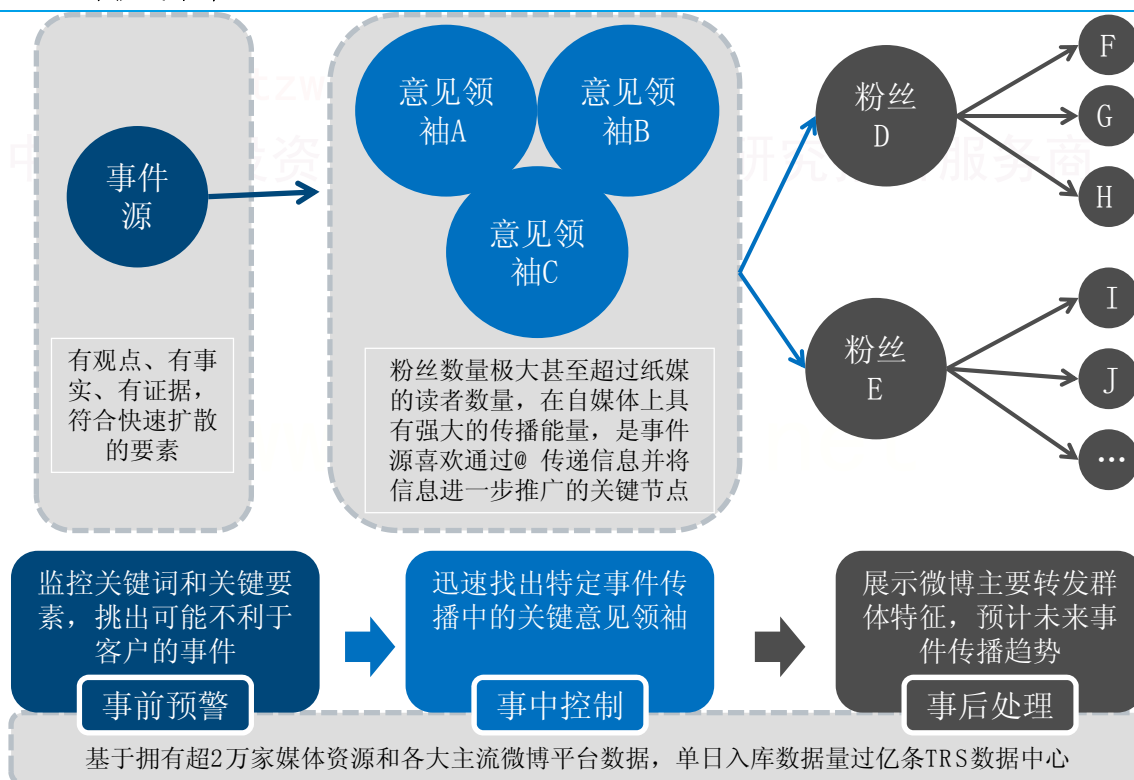 事件
源
有观点、有事
实、有证据，
符合快速扩散
的要素
意见领
袖A
意见领
袖B
意见领
袖C
粉丝数量极大甚至超过纸媒
的读者数量，在自媒体上具
有强大的传播能量，是事件
源喜欢通过@ 传递信息并将
信息进一步推广的关键节点
粉丝
D
F
G
H
粉丝
E
I
J
…
监控关键词和关键要
素，挑出可能不利于
客户的事件
事前预警
迅速找出特定事件传
播中的关键意见领袖
事中控制
展示微博主要转发群
体特征，预计未来事
件传播趋势
事后处理
基于拥有超2万家媒体资源和各大主流微博平台数据，单日入库数据量过亿条TRS数据中心